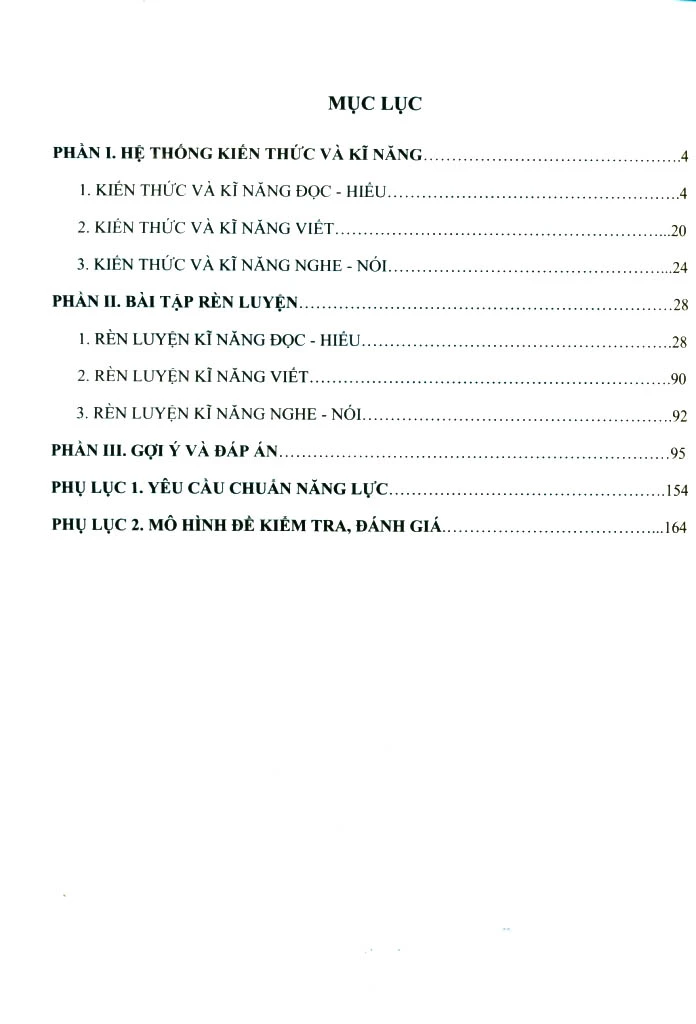 MỤC LỤC
PHẦN I. HỆ THỐNG KIẾN THỨC VÀ KĨ NĂNG……………………………………4
1. KIẾN THỨC VÀ KĨ NĂNG ĐỌC - HIỂU…………………………………………4
2. KIẾN THỨC VÀ KĨ NĂNG VIẾT………………………………………………...20
3. KIẾN THỨC VÀ KĨ NĂNG NGHE - NÓI………………………………………...24
PHẦN II. BÀI TẬP RÈN LUYỆN……………………………………………………28
1. RÈN LUYỆN KĨ NĂNG ĐỌC - HIỂU……………………………………………28
2. RÈN LUYỆN KĨ NĂNG VIẾT……………………………………………………90
3. RÈN LUYỆN KĨ NĂNG NGHE - NÓI……………………………………………92
PHẦN III. GỢI Ý VÀ ĐÁP ÁN………………………………………………………95
PHỤ LỤC 1. YÊU CẦU CHUẨN NĂNG LỰC………………………………………154
PHỤ LỤC 2. MÔ HÌNH ĐỀ KIỂM TRA, ĐÁNH GIÁ……………………………...164